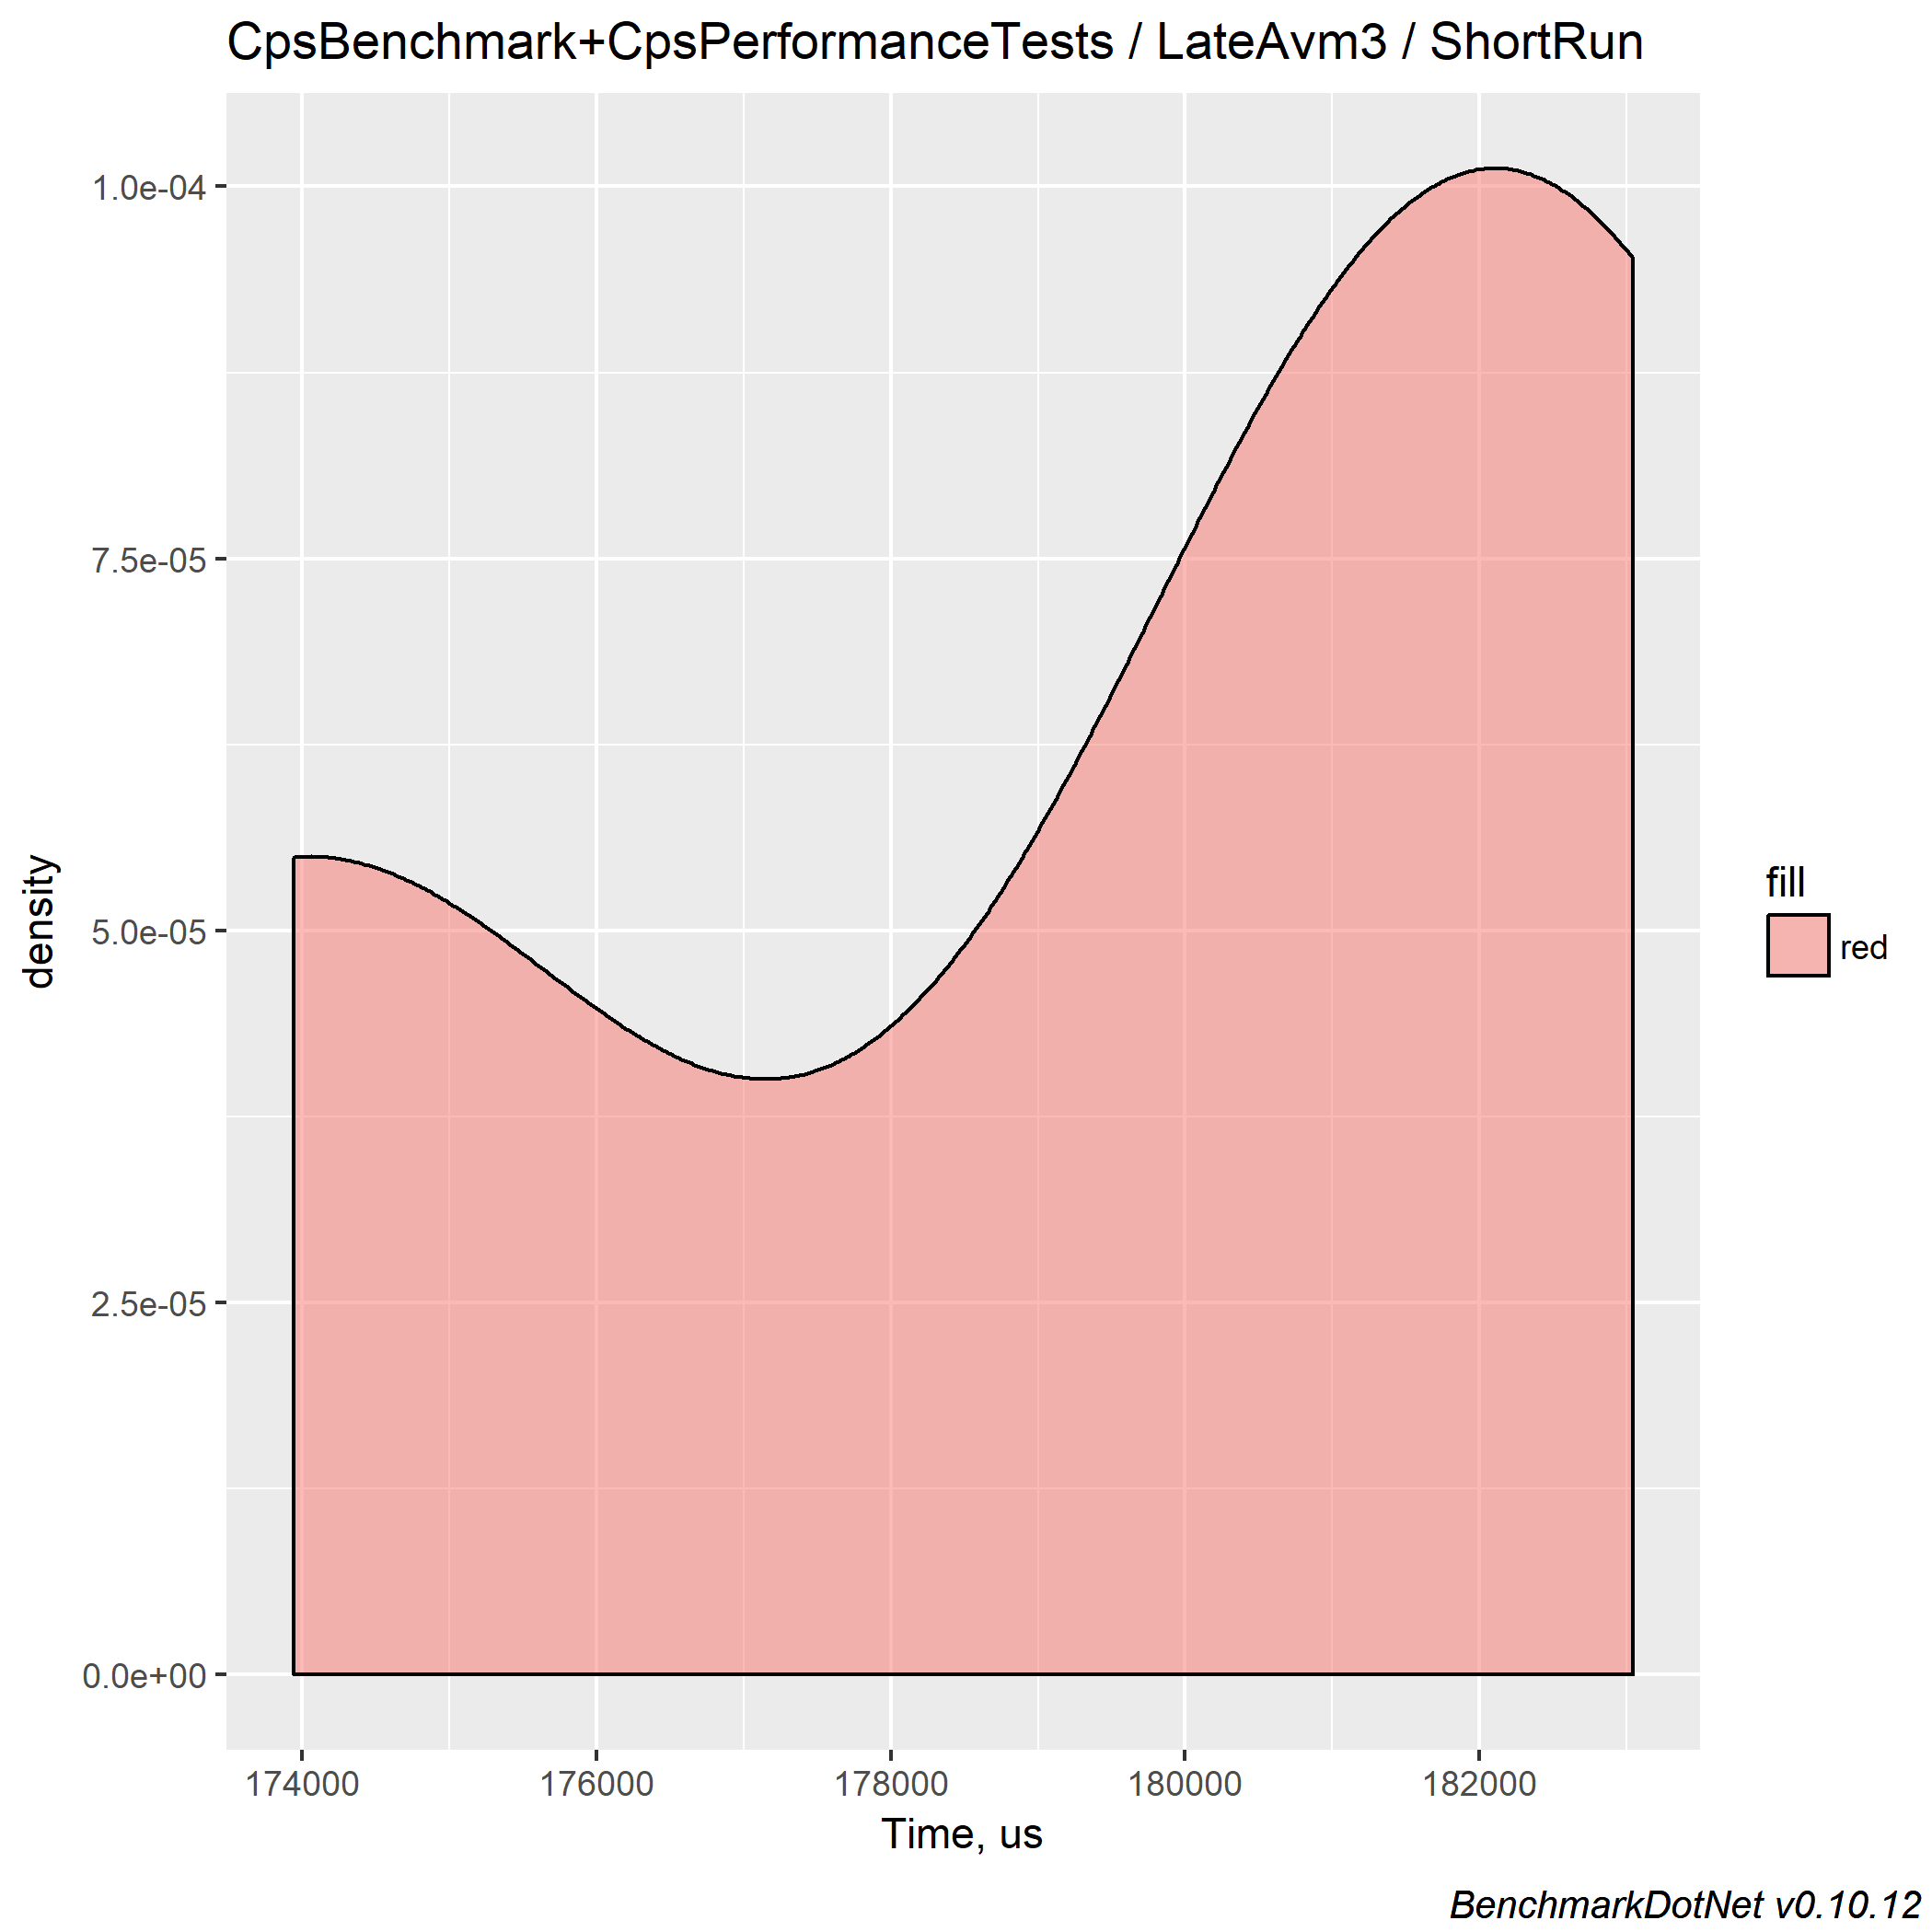 CpsBenchmark+CpsPerformanceTests / LateAvm3 / ShortRun
1.0e-04
7.5e-05
5.0e-05
2.5e-05
0.0e+00
density
174000 176000 178000 180000 182000
Time, us
fill
red
BenchmarkDotNet v0.10.12